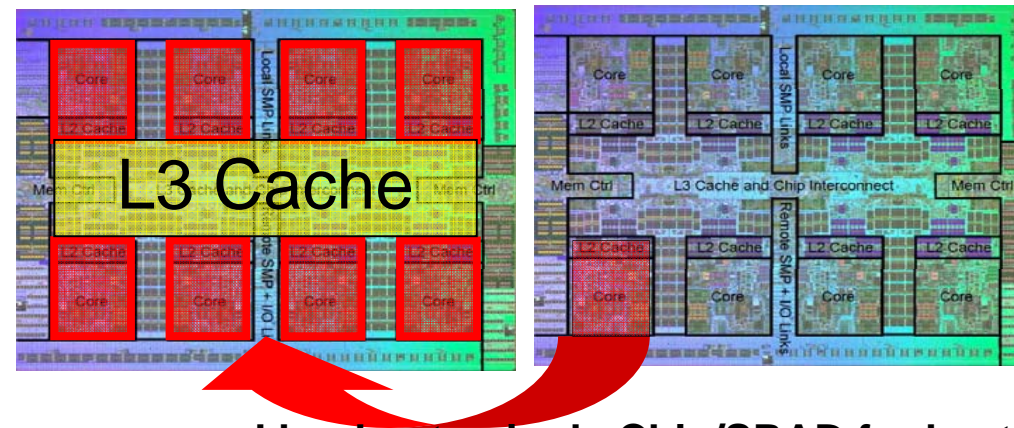 Core Core Core Core
Local SMP Links
L2 Cache L2 Cache L2 Cache L2 Cache
L3 Cache
Mem Ctrl Mem Ctrl
L2 Cache L2 Cache L2 Cache L2 Cache
Core Core Core Core
Core Core Core Core
Local SMP Links
L2 Cache L2 Cache L2 Cache L2 Cache
Mem Ctrl L3 Cache and Chip Interconnect Mem Ctrl
L2 Cache L2 Cache L2 Cache L2 Cache
Remote SMP + I/O Links
Core Core Core Core